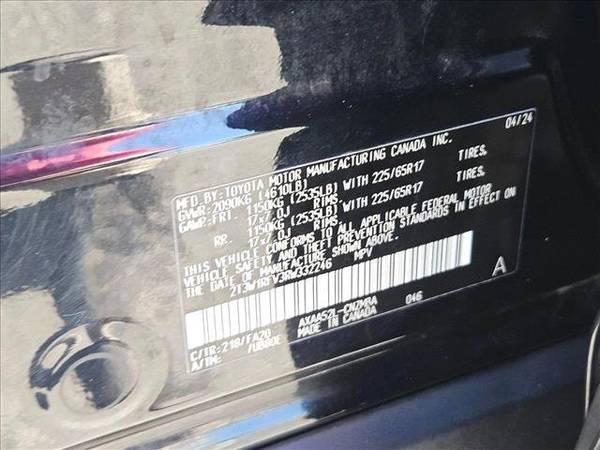 MFD.BY:TOYOTA MOTOR MANUFACTURING CANADA INC. 04/24
GVWR:2090KG (4610LB)
GAWR:FRT. 1150KG (2535LB) WITH 225/65R17 TIRES,
17x7.0J RIMS
RR. 1150KG (2535LB) WITH 225/65R17 TIRES,
17x7.0J RIMS
THIS VEHICLE CONFORMS TO ALL APPLICABLE FEDERAL MOTOR
VEHICLE SAFETY AND THEFT PREVENTION STANDARDS IN EFFECT ON
THE DATE OF MANUFACTURE SHOWN ABOVE.
2T3W1RFV3RW332246 MPV
A
C/TR:218/FA20 AXAA52L-CNZMBA 046
A/TM: /UB80E MADE IN CANADA